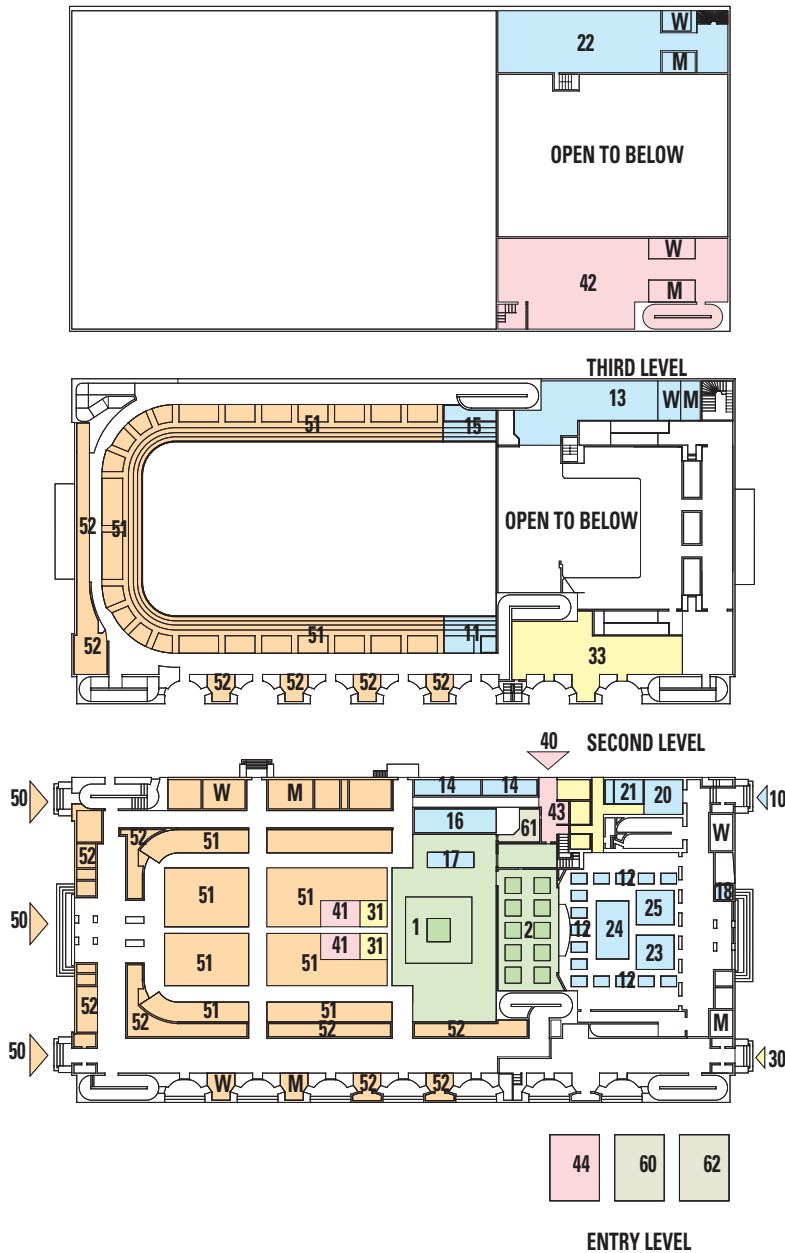 W
22
M
OPEN TO BELOW
W
42
M
THIRD LEVEL
13 W M
51 15
52 51 OPEN TO BELOW
51 11
52 33
52 52 52 52
40 SECOND LEVEL
50 W M 14 14 21 20 10
16 61 43
52 52 51 W
17
51 51 12 18
41 31 25
1 2 12 24
50 41 31
51 51 23
12
52 52 51 51
52 52 M
50 30
W M 52 52
44 60 62
ENTRY LEVEL